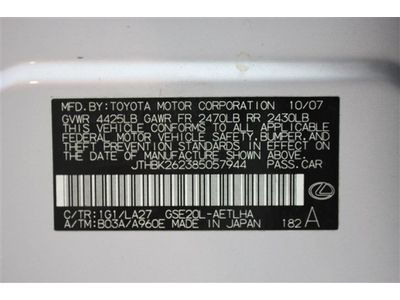 MFD.BY:TOYOTA MOTOR CORPORATION 10/07
GVWR 4425LB GAWR FR 2470LB RR 2430LB
THIS VEHICLE CONFORMS TO ALL APPLICABLE
FEDERAL MOTOR VEHICLE SAFETY, BUMPER, AND
THEFT PREVENTION STANDARDS IN EFFECT ON
THE DATE OF MANUFACTURE SHOWN ABOVE.
JTHBK262385057944 PASS.CAR
C/TR:1G1/LA27 GSE20L-AETLHA
A/TM:B03A/A960E MADE IN JAPAN 182 A